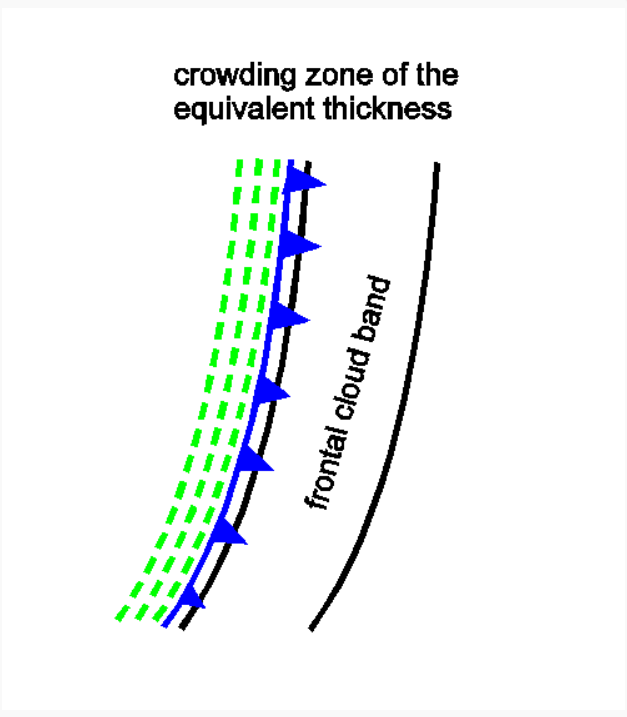 crowding zone of the
equivalent thickness
frontal cloud band